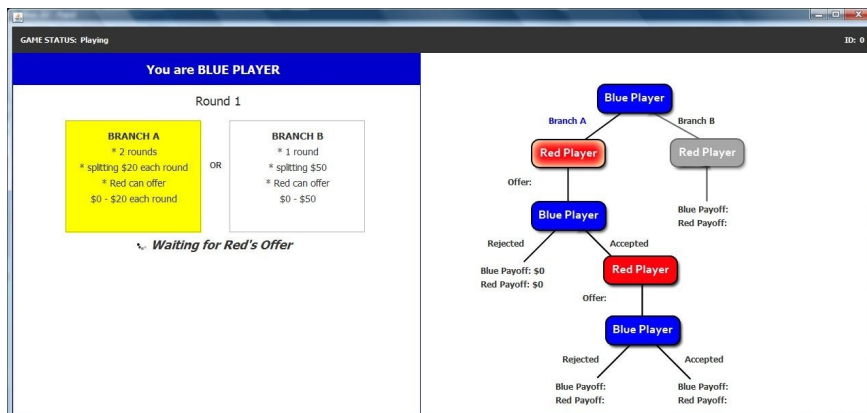 GAME STATUS: Playing
ID: 0
You are BLUE PLAYER
Round 1
BRANCH A
* 2 rounds
* splitting $20 each round
* Red can offer
$0 - $20 each round
OR
BRANCH B
* 1 round
* splitting $50
* Red can offer
$0 - $50
Waiting for Red's Offer
Blue Player
Branch A
Branch B
Red Player
Red Player
Offer:
Blue Payoff:
Red Payoff:
Blue Player
Rejected
Accepted
Blue Payoff: $0
Red Payoff: $0
Red Player
Offer:
Blue Player
Rejected
Accepted
Blue Payoff:
Red Payoff:
Blue Payoff:
Red Payoff: